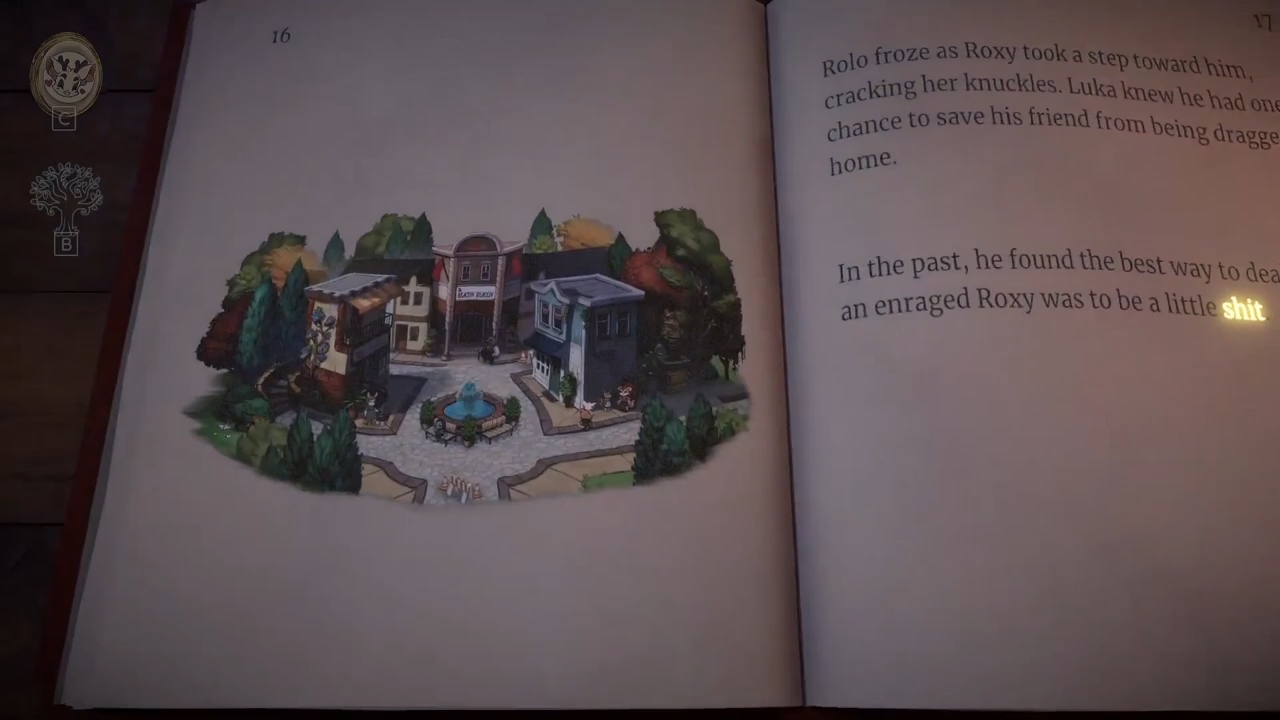 16
17
C
B
Rolo froze as Roxy took a step toward him,
cracking her knuckles. Luka knew he had one
chance to save his friend from being dragge
home.
In the past, he found the best way to dea
an enraged Roxy was to be a little shit.